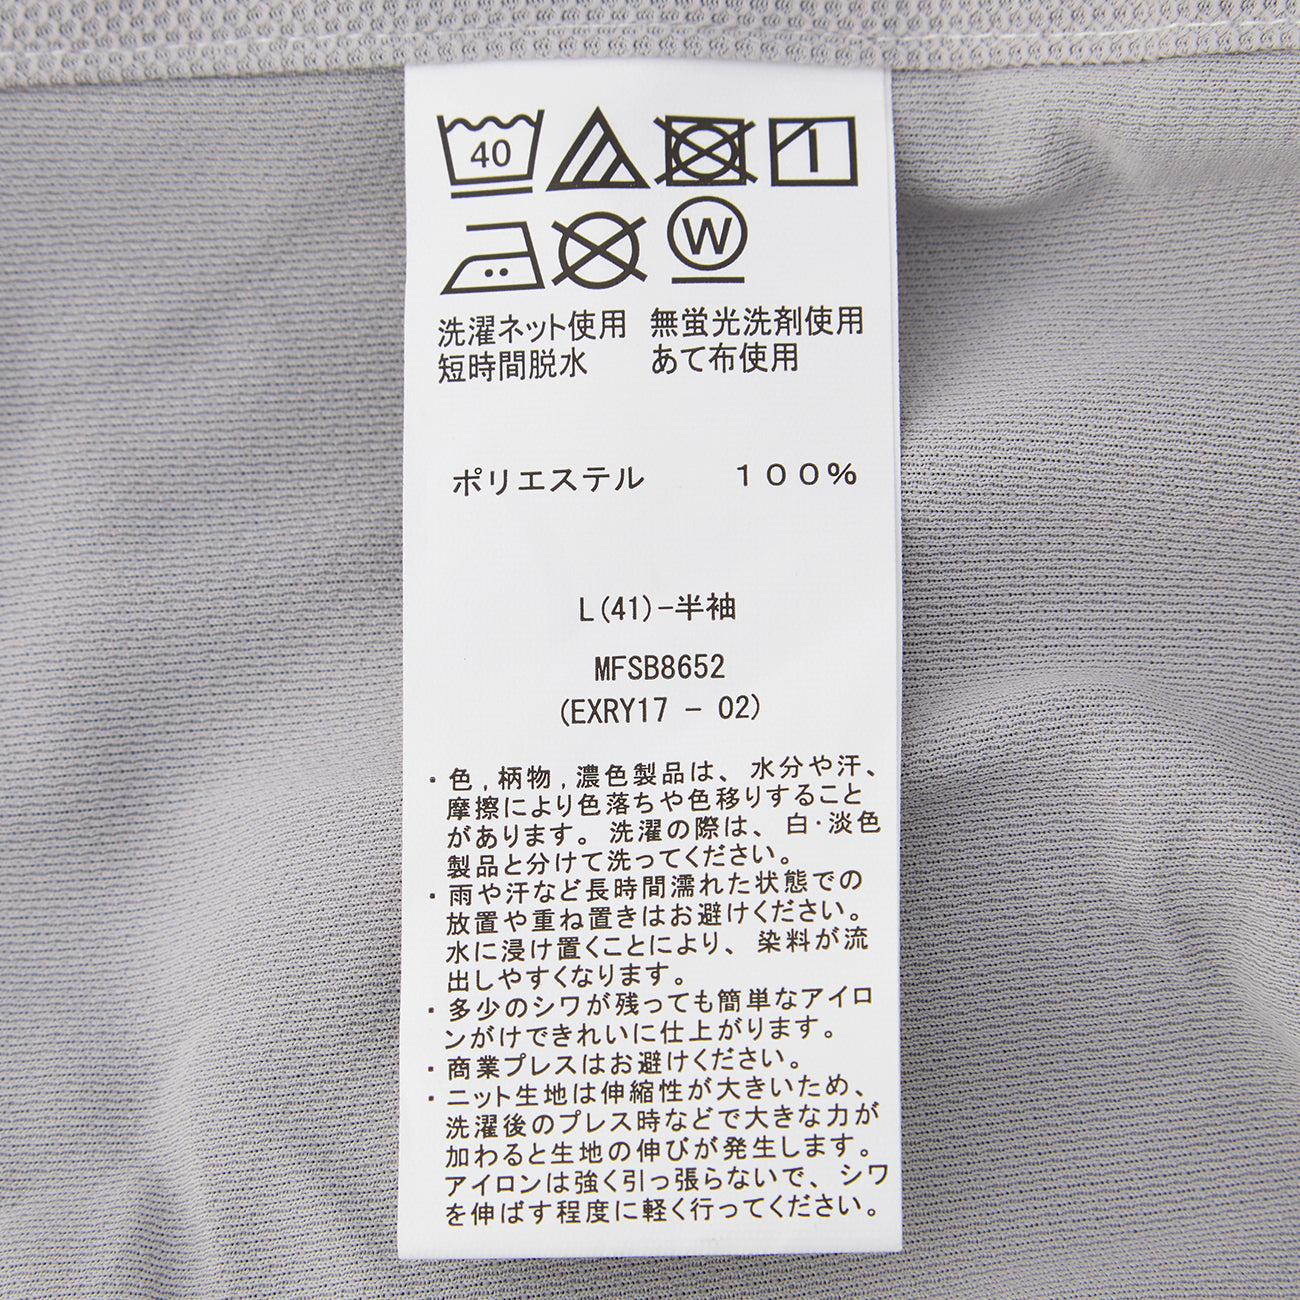 40
W
洗濯ネット使用 無蛍光洗剤使用
短時間脱水 あて布使用
ポリエステル １００％
L(41)-半袖
MFSB8652
(EXRY17 - 02)
・色,柄物,濃色製品は、水分や汗、
摩擦により色落ちや色移りすること
があります。洗濯の際は、白・淡色
製品と分けて洗ってください。
・雨や汗など長時間濡れた状態での
放置や重ね置きはお避けください。
水に浸け置くことにより、染料が流
出しやすくなります。
・多少のシワが残っても簡単なアイロ
ンがけできれいに仕上がります。
・商業プレスはお避けください。
・ニット生地は伸縮性が大きいため、
洗濯後のプレス時などで大きな力が
加わると生地の伸びが発生します。
アイロンは強く引っ張らないで、シワ
を伸ばす程度に軽く行ってください。